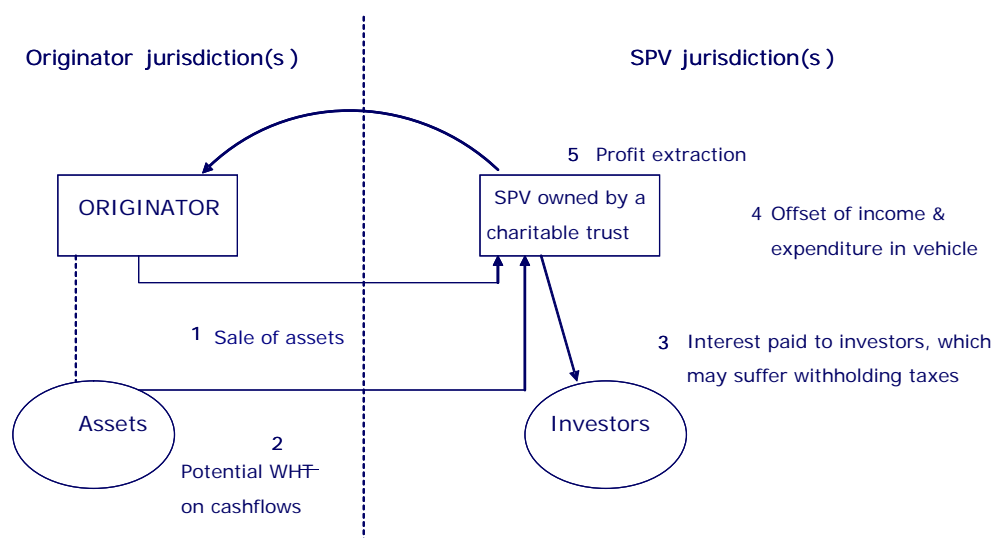 Originator jurisdiction(s)
SPV jurisdiction(s)
5 Profit extraction
ORIGINATOR
SPV owned by a
charitable trust
4 Offset of income &
expenditure in vehicle
1 Sale of assets
3 Interest paid to investors, which
may suffer withholding taxes
Assets
Investors
2
Potential WHT
on cashflows